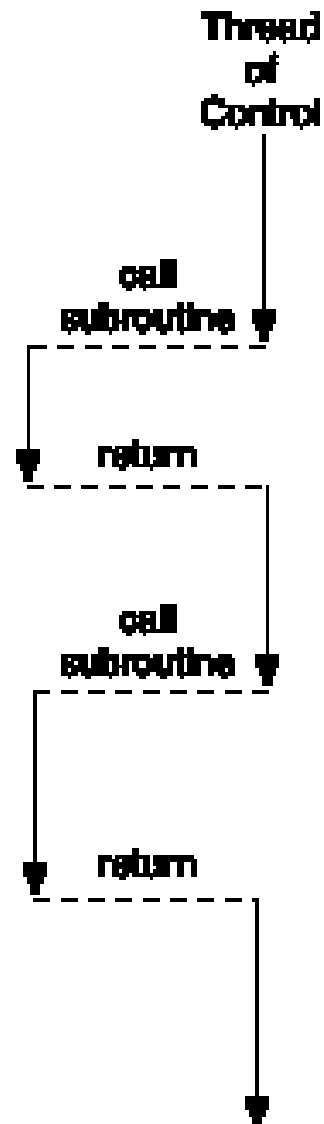 Thread
of
Control
call
subroutine
return
call
subroutine
return